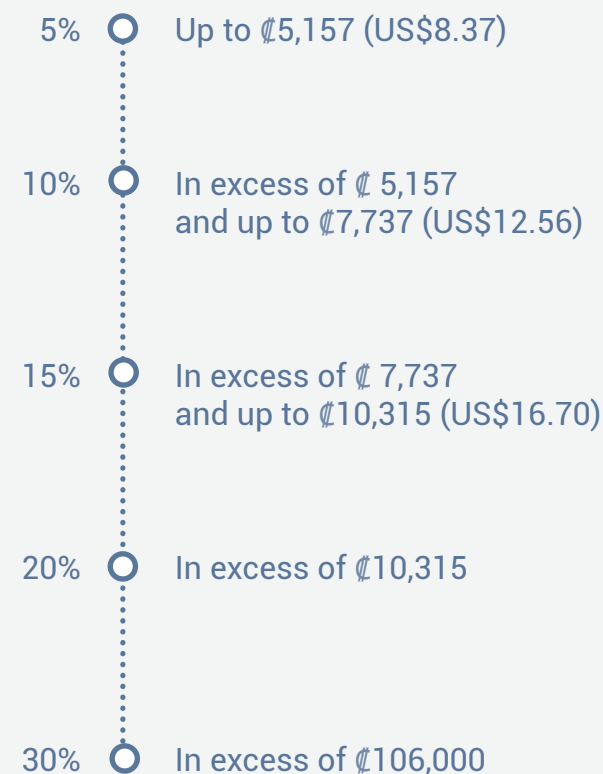 5% Up to ₡5,157 (US$8.37)
10% In excess of ₡ 5,157
and up to ₡7,737 (US$12.56)
15% In excess of ₡ 7,737
and up to ₡10,315 (US$16.70)
20% In excess of ₡10,315
30% In excess of ₡106,000